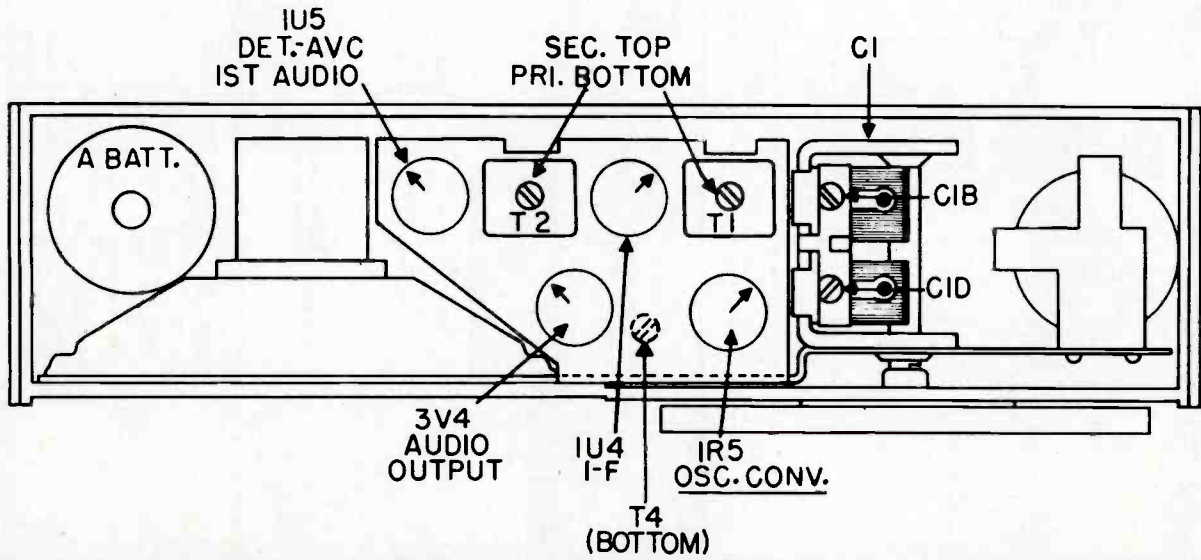 1U5
DET.-AVC
1ST AUDIO
SEC. TOP
PRI. BOTTOM
C1
A BATT.
T2
T1
C1B
C1D
3V4
AUDIO
OUTPUT
1U4
I-F
1R5
OSC. CONV.
T4
(BOTTOM)